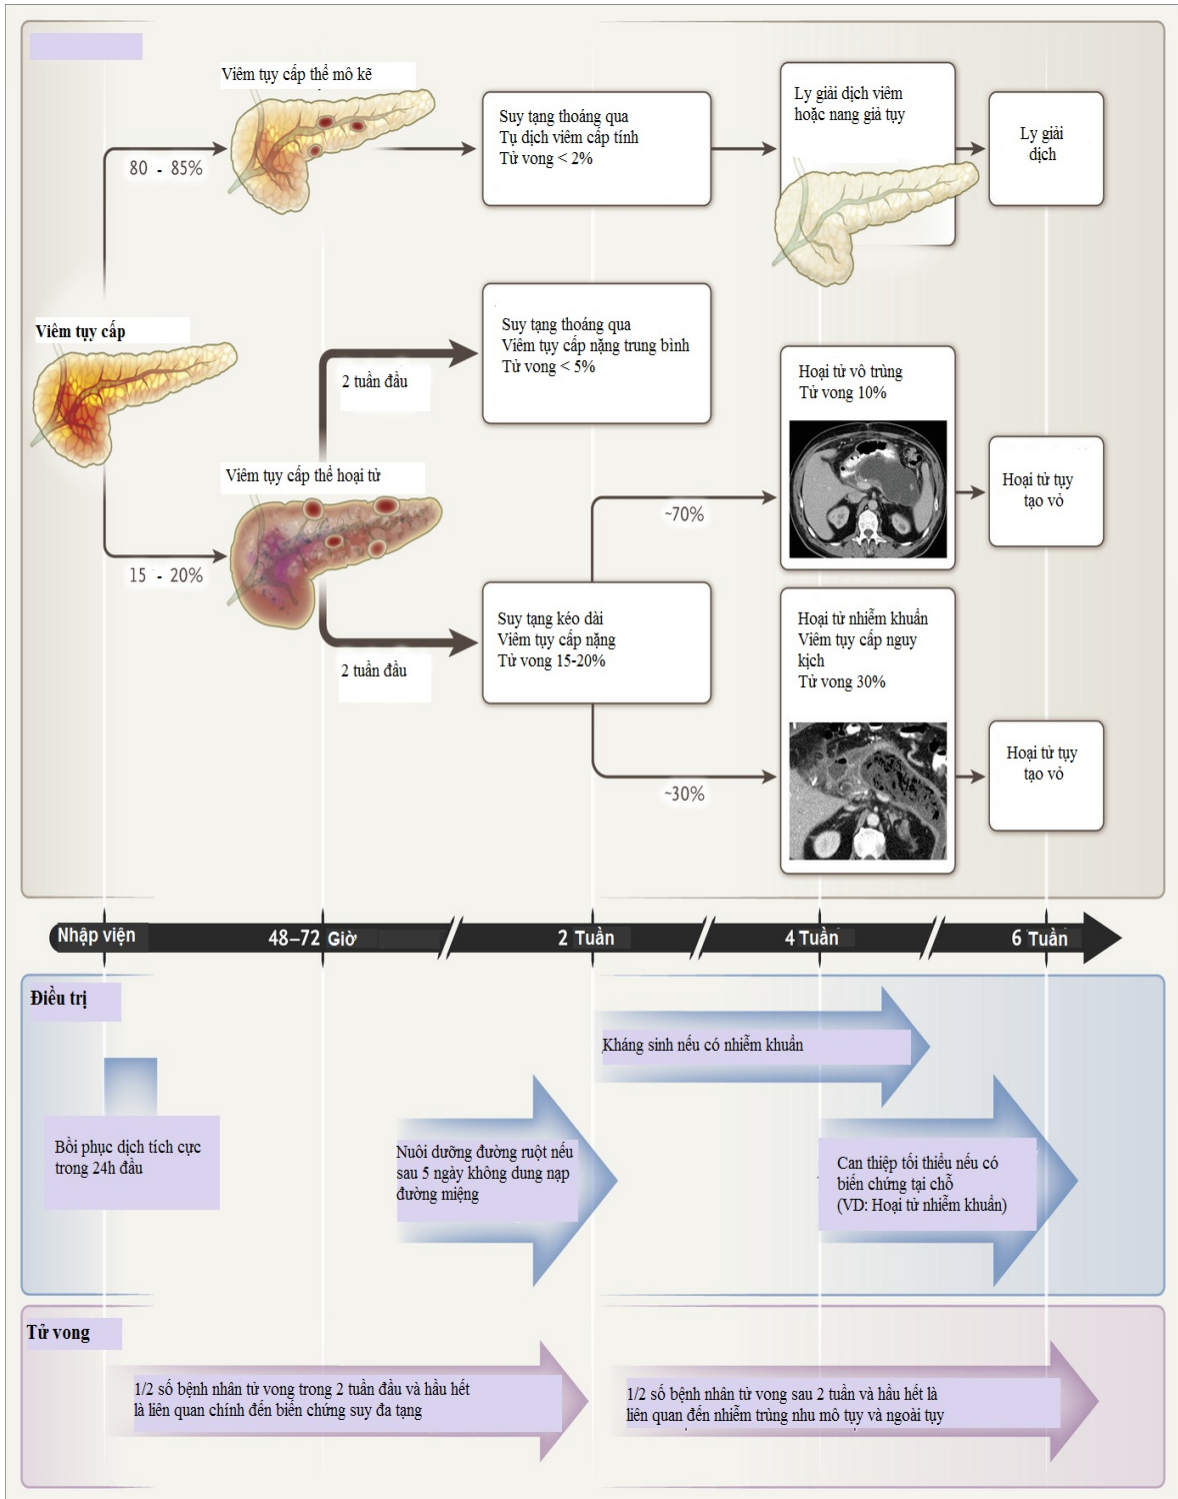 Viêm tụy cấp thể mô kẽ
80 - 85%
Suy tạng thoáng qua
Tụ dịch viêm cấp tính
Tử vong < 2%
Ly giải dịch viêm
hoặc nang giả tụy
Ly giải
dịch
Viêm tụy cấp
2 tuần đầu
Suy tạng thoáng qua
Viêm tụy cấp nặng trung bình
Tử vong < 5%
Viêm tụy cấp thể hoại tử
15 - 20%
2 tuần đầu
Suy tạng kéo dài
Viêm tụy cấp nặng
Tử vong 15-20%
~70%
Hoại tử vô trùng
Tử vong 10%
Hoại tử tụy
tạo vỏ
~30%
Hoại tử nhiễm khuẩn
Viêm tụy cấp nguy
kịch
Tử vong 30%
Hoại tử tụy
tạo vỏ
Nhập viện
48–72 Giờ
2 Tuần
4 Tuần
6 Tuần
Điều trị
Bồi phục dịch tích cực
trong 24h đầu
Nuôi dưỡng đường ruột nếu
sau 5 ngày không dung nạp
đường miệng
Kháng sinh nếu có nhiễm khuẩn
Can thiệp tối thiểu nếu có
biến chứng tại chỗ
(VD: Hoại tử nhiễm khuẩn)
Tử vong
1/2 số bệnh nhân tử vong trong 2 tuần đầu và hầu hết
là liên quan chính đến biến chứng suy đa tạng
1/2 số bệnh nhân tử vong sau 2 tuần và hầu hết là
liên quan đến nhiễm trùng nhu mô tụy và ngoài tụy